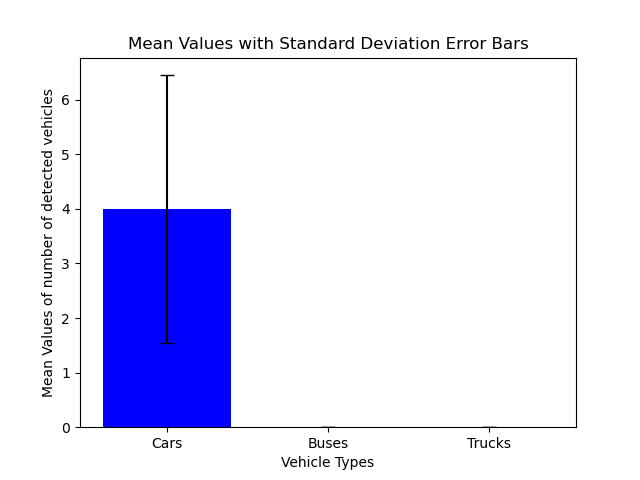 Mean Values with Standard Deviation Error Bars
Mean Values of number of detected vehicles
6
5
4
3
2
1
0
Cars Buses Trucks
Vehicle Types